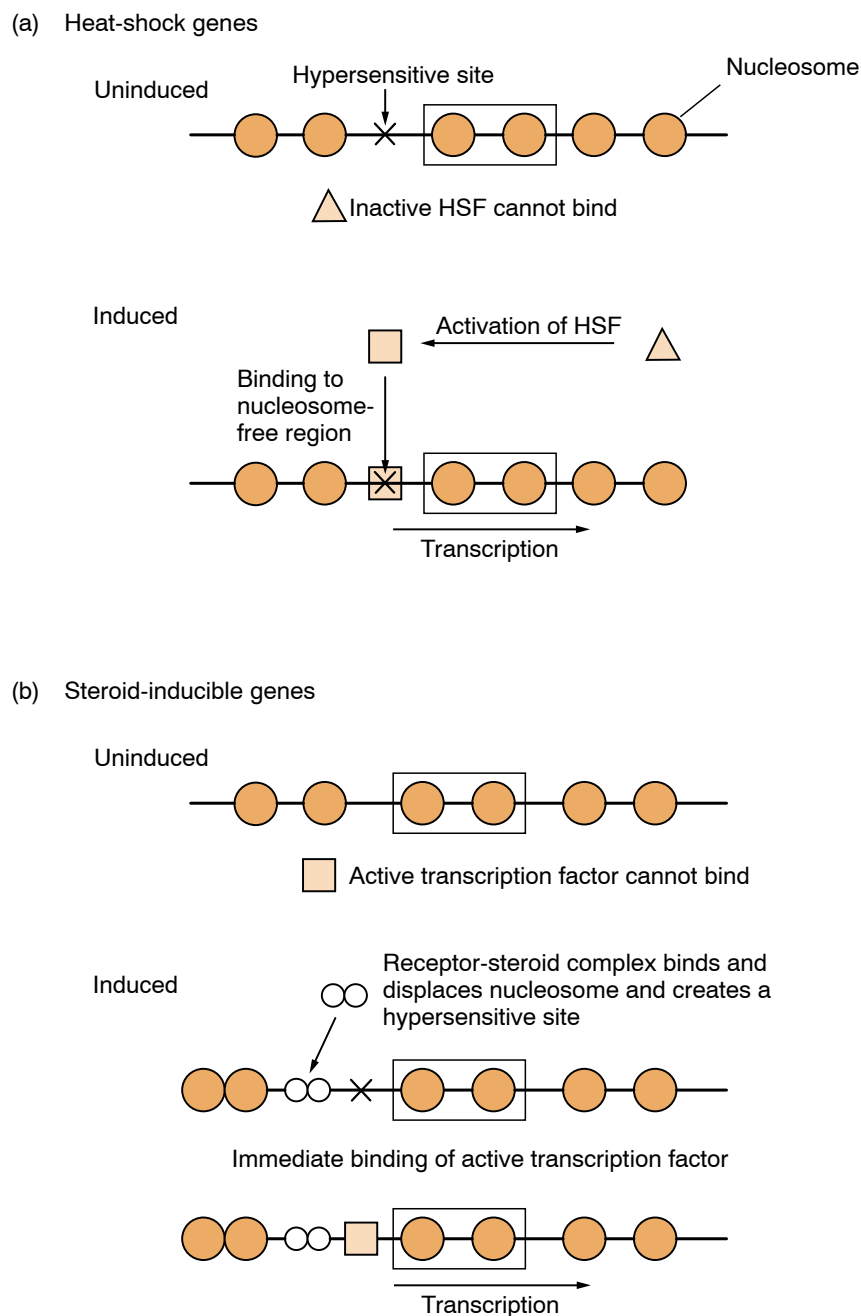 (a) Heat-shock genes
Uninduced
Hypersensitive site
Nucleosome
Inactive HSF cannot bind
Induced
Activation of HSF
Binding to
nucleosome-
free region
Transcription
(b) Steroid-inducible genes
Uninduced
Active transcription factor cannot bind
Induced
Receptor-steroid complex binds and
displaces nucleosome and creates a
hypersensitive site
Immediate binding of active transcription factor
Transcription